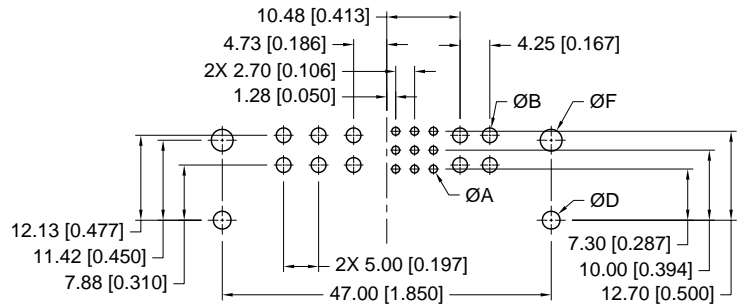 10.48 [0.413]
4.73 [0.186]
4.25 [0.167]
2X 2.70 [0.106]
1.28 [0.050]
ØB
ØF
ØA
ØD
12.13 [0.477]
11.42 [0.450]
7.88 [0.310]
7.30 [0.287]
10.00 [0.394]
12.70 [0.500]
2X 5.00 [0.197]
47.00 [1.850]